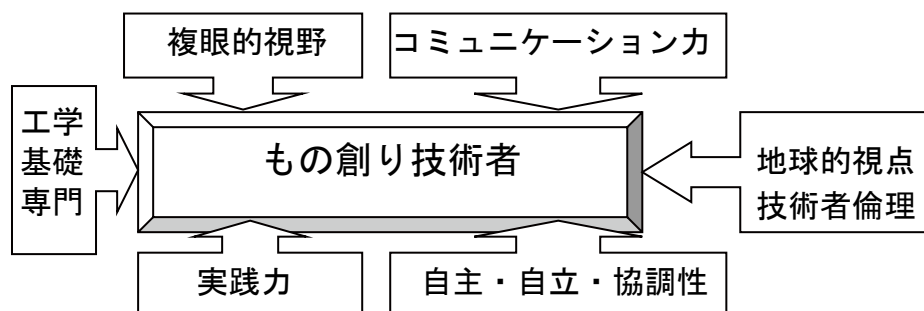 複眼的視野
コミュニケーション力
工学
基礎
専門
もの創り技術者
地球的視点
技術者倫理
実践力
自主・自立・協調性